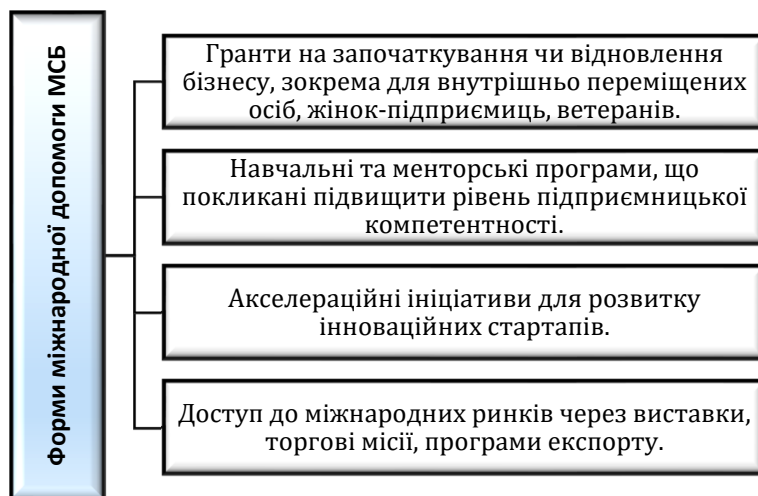 Форми міжнародної допомоги МСБ
Гранти на започаткування чи відновлення
бізнесу, зокрема для внутрішньо переміщених
осіб, жінок-підприємиць, ветеранів.
Навчальні та менторські програми, що
покликані підвищити рівень підприємницької
компетентності.
Акселераційні ініціативи для розвитку
інноваційних стартапів.
Доступ до міжнародних ринків через виставки,
торгові місії, програми експорту.